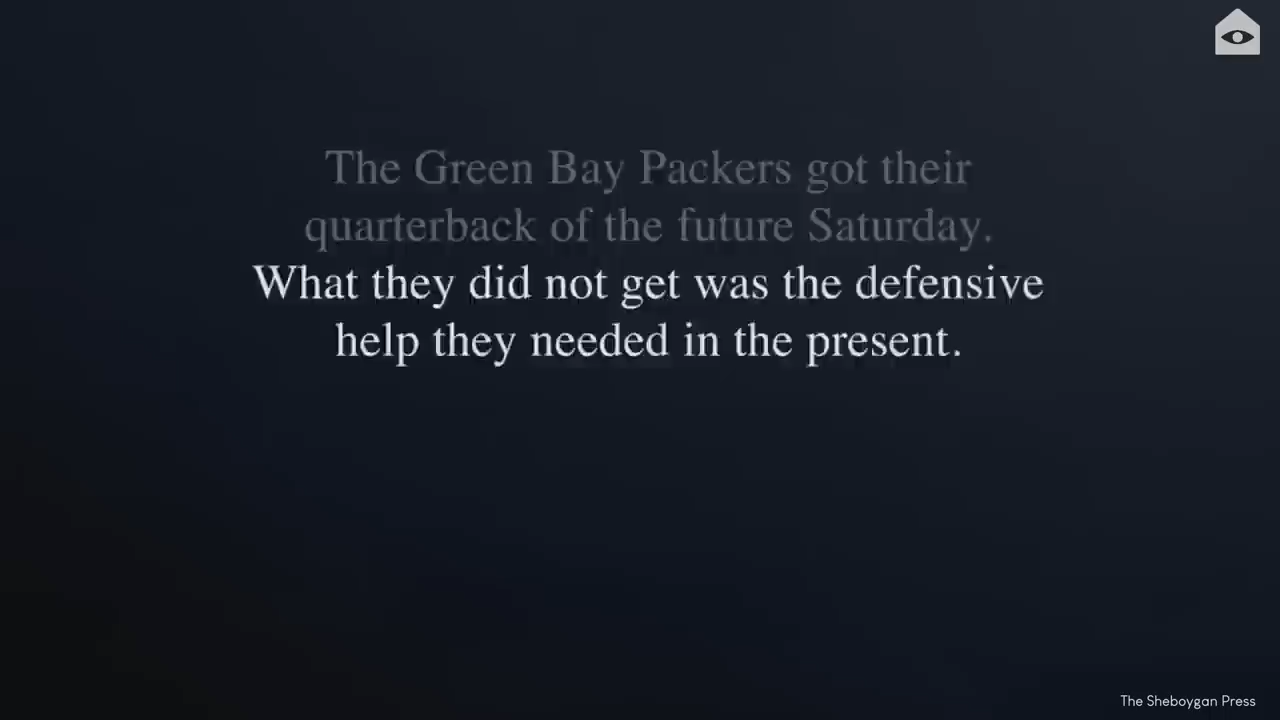 The Green Bay Packers got their
quarterback of the future Saturday.
What they did not get was the defensive
help they needed in the present.
The Sheboygan Press